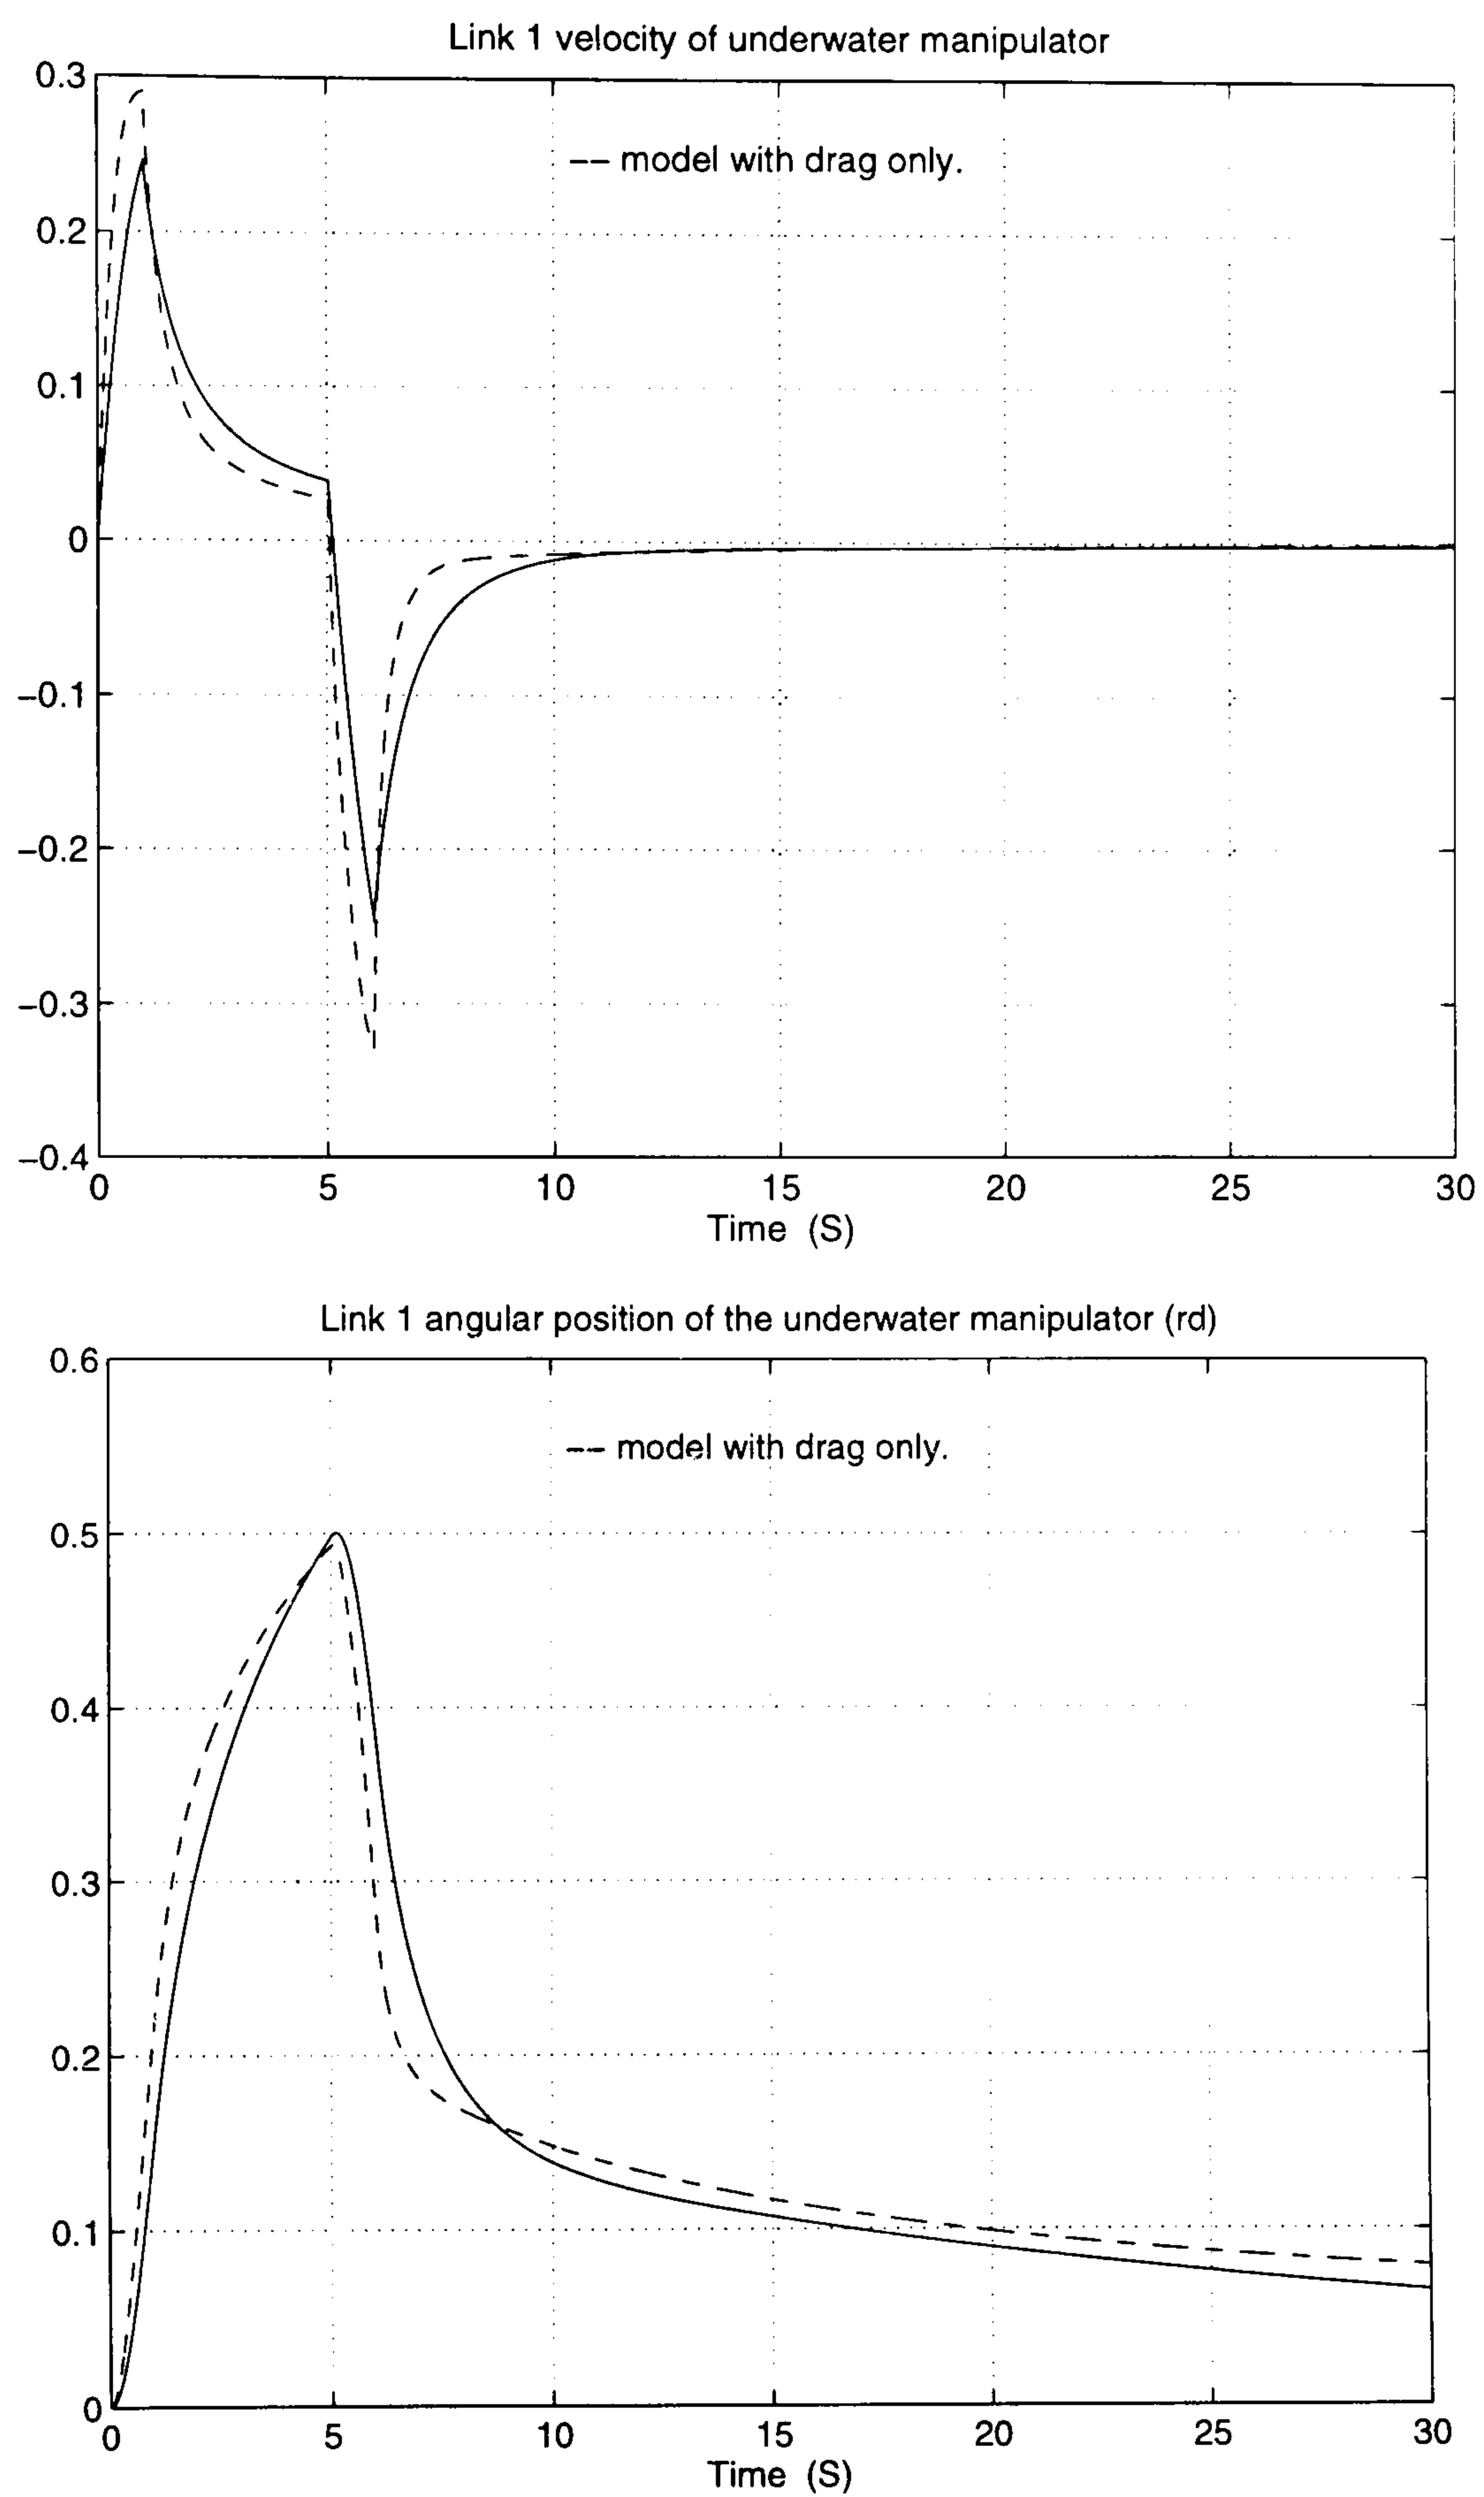 Link 1 velocity of underwater manipulator
0.3
-- model with drag only.
0.2
0.1
0
−0.1
−0.2
−0.3
−0.4
0 5 10 15 20 25 30
Time (S)
Link 1 angular position of the underwater manipulator (rd)
0.6
-- model with drag only.
0.5
0.4
0.3
0.2
0.1
0
0 5 10 15 20 25 30
Time (S)